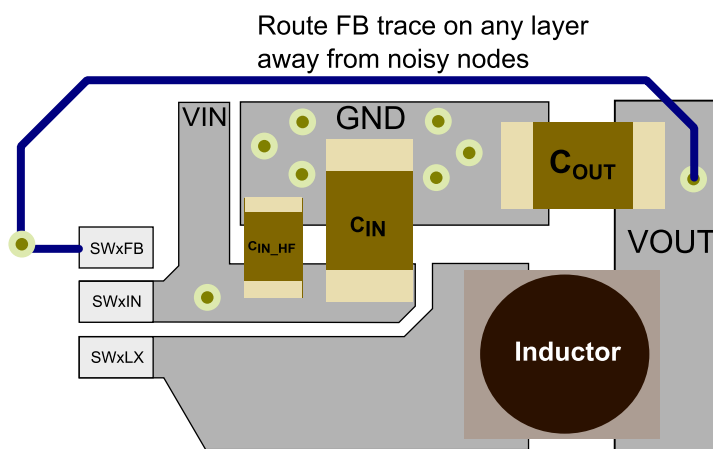 Route FB trace on any layer
away from noisy nodes
VIN
GND
COUT
CIN
CIN_HF
SWxFB
VOUT
SWxIN
SWxLX
Inductor